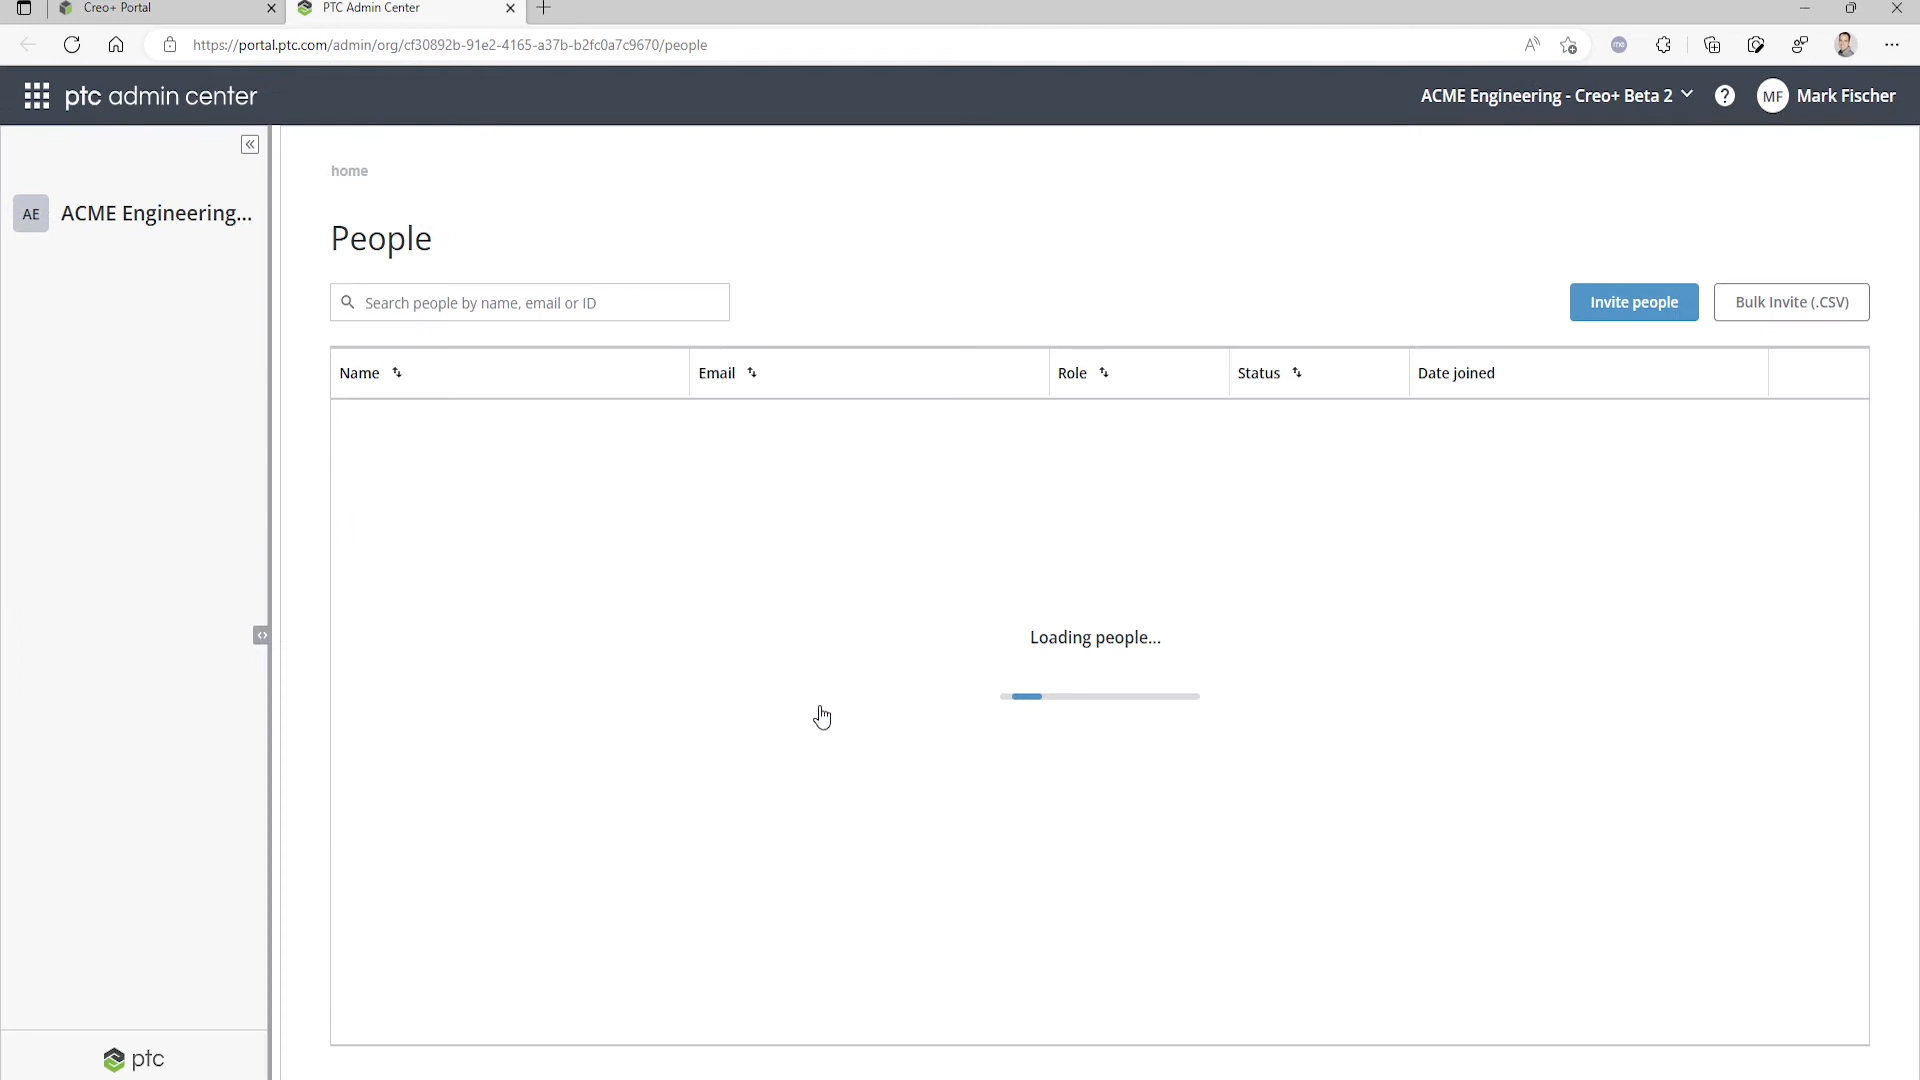 Creo+ Portal
PTC Admin Center
https://portal.ptc.com/admin/org/cf30892b-91e2-4165-a37b-b2fc0a7c9670/people
me
ptc admin center
ACME Engineering - Creo+ Beta 2
?
MF
Mark Fischer
AE
ACME Engineering...
home
People
Search people by name, email or ID
Invite people
Bulk Invite (.CSV)
Name
Email
Role
Status
Date joined
Loading people...
ptc